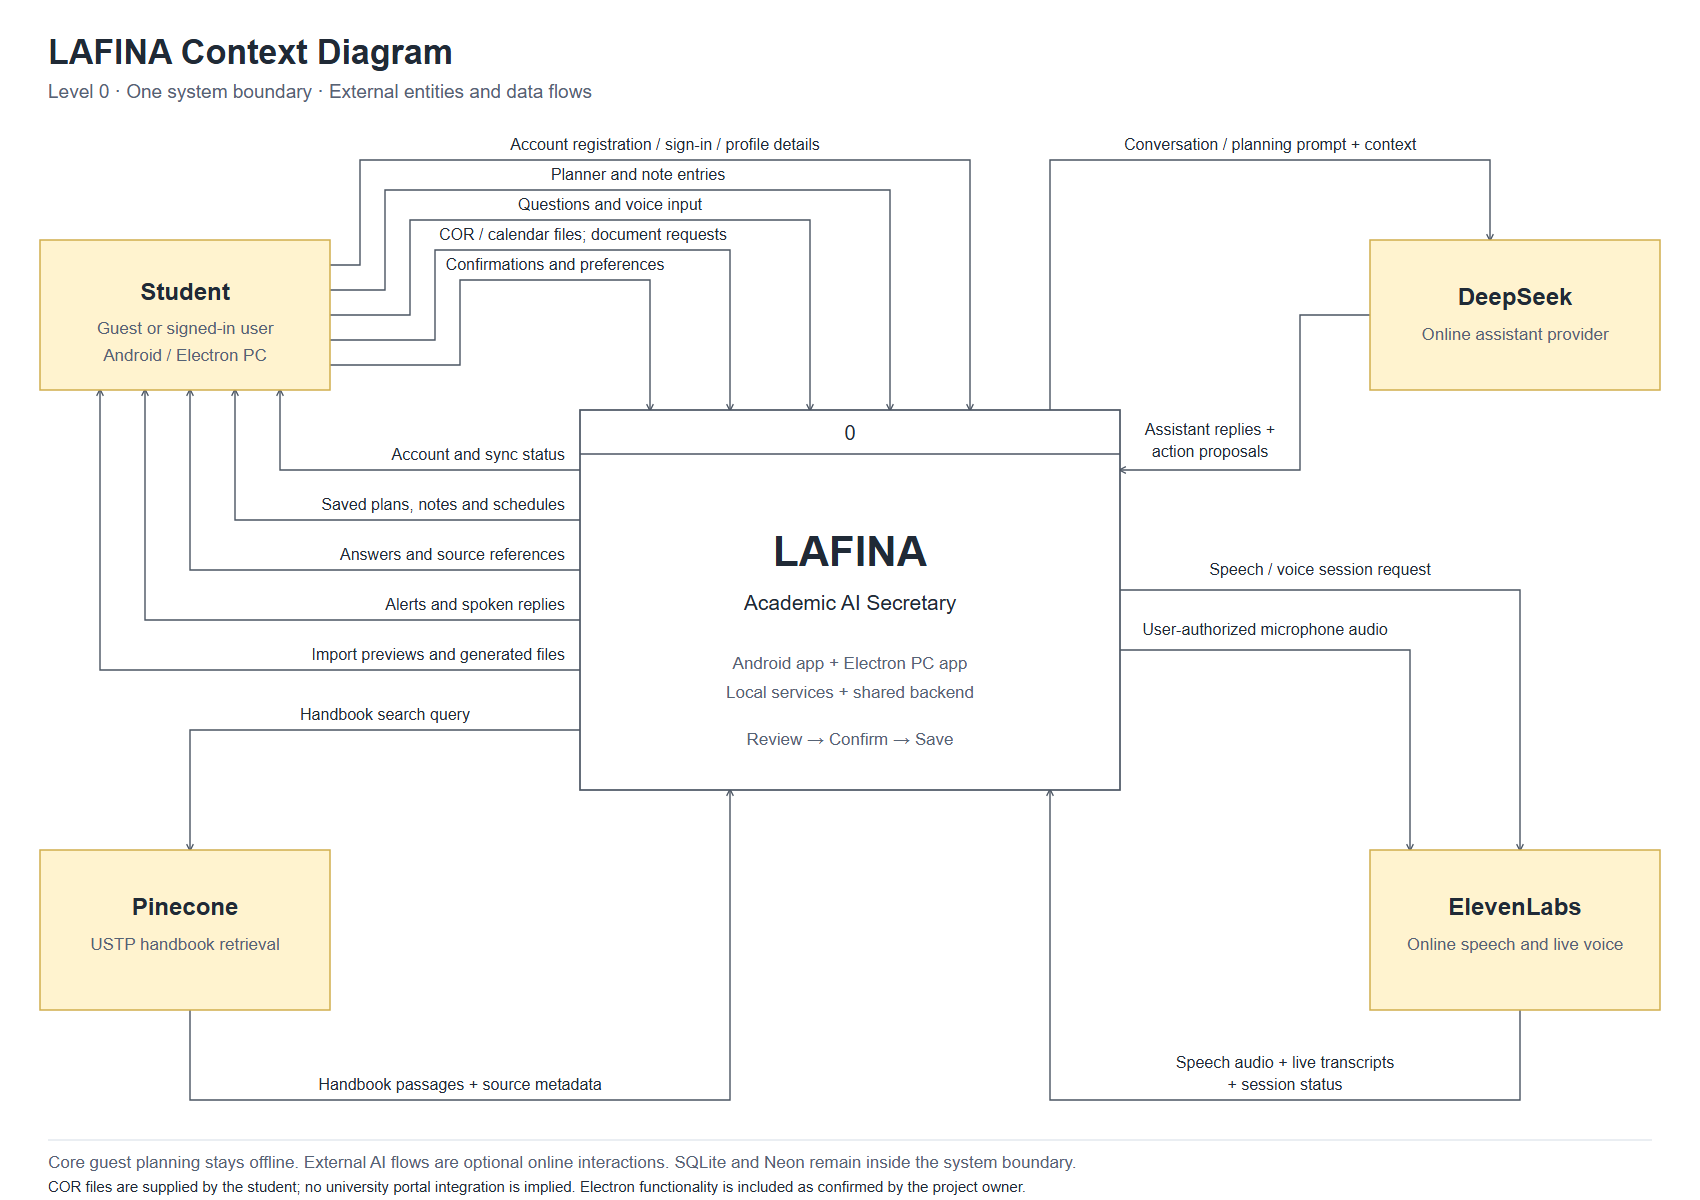 LAFINA Context Diagram
Level 0 · One system boundary · External entities and data flows
Account registration / sign-in / profile details
Planner and note entries
Questions and voice input
COR / calendar files; document requests
Confirmations and preferences
Conversation / planning prompt + context
Student
Guest or signed-in user
Android / Electron PC
DeepSeek
Online assistant provider
Assistant replies +
action proposals
0
LAFINA
Academic AI Secretary
Android app + Electron PC app
Local services + shared backend
Review → Confirm → Save
Account and sync status
Saved plans, notes and schedules
Answers and source references
Alerts and spoken replies
Import previews and generated files
Handbook search query
Speech / voice session request
User-authorized microphone audio
Pinecone
USTP handbook retrieval
ElevenLabs
Online speech and live voice
Handbook passages + source metadata
Speech audio + live transcripts
+ session status
Core guest planning stays offline. External AI flows are optional online interactions. SQLite and Neon remain inside the system boundary.
COR files are supplied by the student; no university portal integration is implied. Electron functionality is included as confirmed by the project owner.